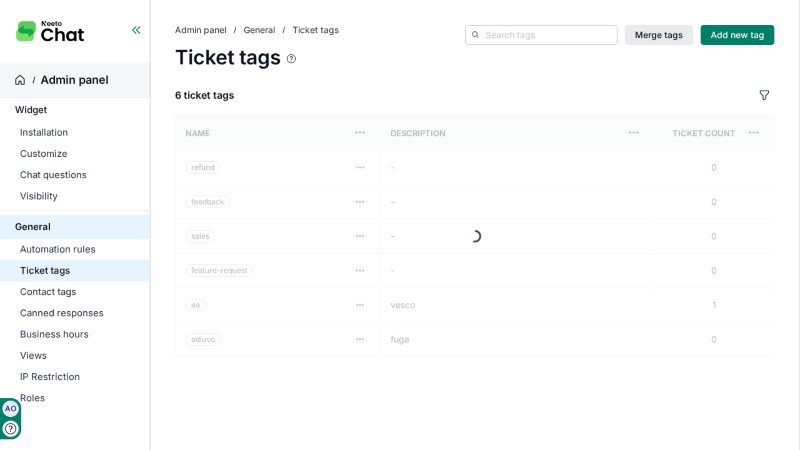 Neeto
Chat
/ Admin panel
Widget
Installation
Customize
Chat questions
Visibility
General
Automation rules
Ticket tags
Contact tags
Canned responses
Business hours
Views
IP Restriction
Roles
AO
Admin panel / General / Ticket tags
Ticket tags
Search tags
Merge tags
Add new tag
6 ticket tags
NAME DESCRIPTION TICKET COUNT
refund - 0
feedback - 0
sales - 0
feature-request - 0
ea vesco 1
adiuvo fuga 0